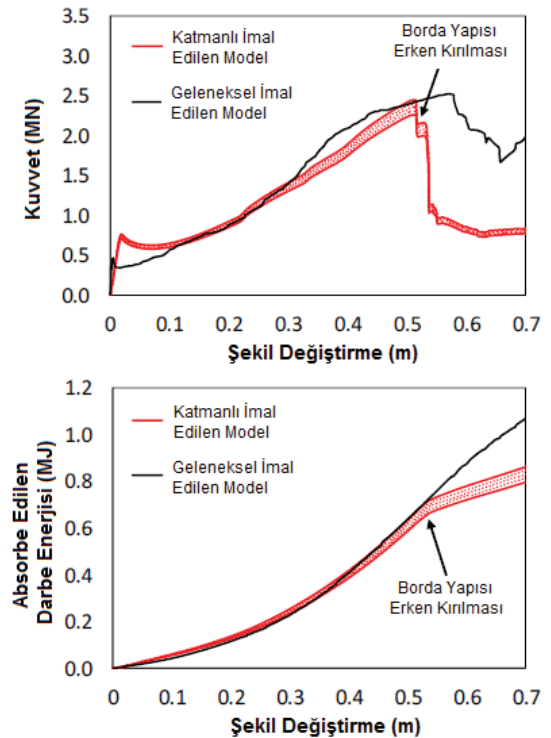 3.5
3.0
2.5
2.0
1.5
1.0
0.5
0.0
Kuvvet (MN)
Katmanlı İmal
Edilen Model
Geleneksel İmal
Edilen Model
Borda Yapısı
Erken Kırılması
0 0.1 0.2 0.3 0.4 0.5 0.6 0.7
Şekil Değiştirme (m)
1.2
1.0
0.8
0.6
0.4
0.2
0.0
Absorbe Edilen
Darbe Enerjisi (MJ)
Katmanlı İmal
Edilen Model
Geleneksel İmal
Edilen Model
Borda Yapısı
Erken Kırılması
0 0.1 0.2 0.3 0.4 0.5 0.6 0.7
Şekil Değiştirme (m)